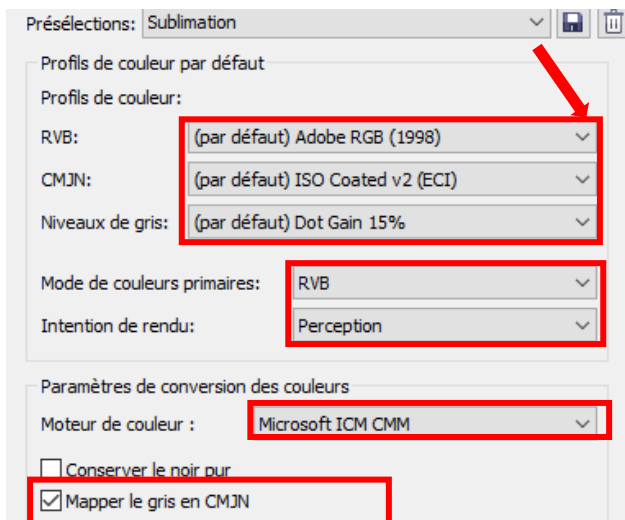 Présélections: Sublimation
Profils de couleur par défaut
Profils de couleur:
RVB: (par défaut) Adobe RGB (1998)
CMJN: (par défaut) ISO Coated v2 (ECI)
Niveaux de gris: (par défaut) Dot Gain 15%
Mode de couleurs primaires: RVB
Intention de rendu: Perception
Paramètres de conversion des couleurs
Moteur de couleur : Microsoft ICM CMM
Conserver le noir pur
Mapper le gris en CMJN